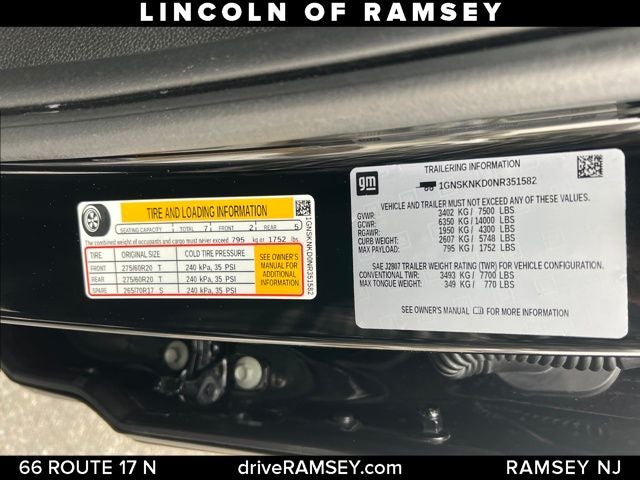 LINCOLN OF RAMSEY
TIRE AND LOADING INFORMATION
SEATING CAPACITY TOTAL 7 FRONT 2 REAR 5
The combined weight of occupants and cargo must never exceed 795 kg or 1752 lbs
TIRE ORIGINAL SIZE COLD TIRE PRESSURE
FRONT 275/60R20 T 240 kPa, 35 PSI
REAR 275/60R20 T 240 kPa, 35 PSI
SPARE 265/70R17 S 240 kPa, 35 PSI
SEE OWNER'S
MANUAL FOR
ADDITIONAL
INFORMATION
1GNSKNKD0NR351582
gm
TRAILERING INFORMATION
1GNSKNKD0NR351582
VEHICLE AND TRAILER MUST NOT EXCEED ANY OF THESE VALUES.
GVWR: 3402 KG / 7500 LBS
GCWR: 6350 KG / 14000 LBS
RGAWR: 1950 KG / 4300 LBS
CURB WEIGHT: 2607 KG / 5748 LBS
MAX PAYLOAD: 795 KG / 1752 LBS
SAE J2807 TRAILER WEIGHT RATING (TWR) FOR VEHICLE CONFIGURATION.
CONVENTIONAL TWR: 3493 KG / 7700 LBS
MAX TONGUE WEIGHT: 349 KG / 770 LBS
SEE OWNER'S MANUAL FOR MORE INFORMATION
66 ROUTE 17 N driveRAMSEY.com RAMSEY NJ